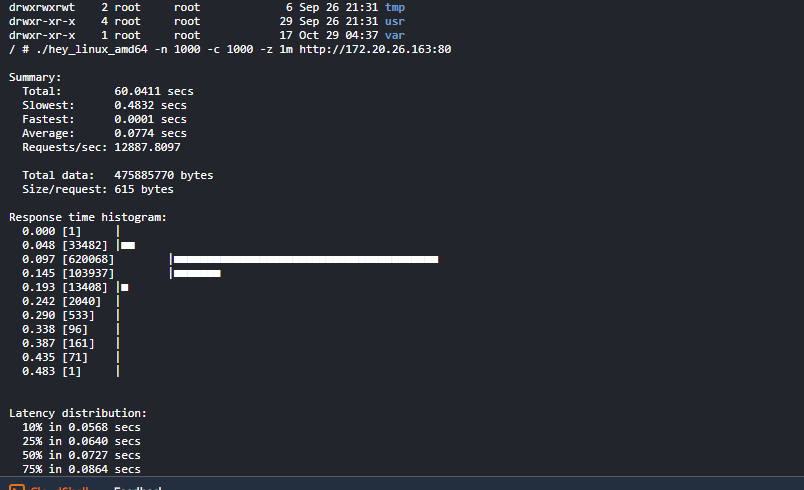 drwxrwxrwt    2 root     root             6 Sep 26 21:31 tmp
drwxr-xr-x    4 root     root            29 Sep 26 21:31 usr
drwxr-xr-x    1 root     root            17 Oct 29 04:37 var
/ # ./hey_linux_amd64 -n 1000 -c 1000 -z 1m http://172.20.26.163:80
Summary:
Total:        60.0411 secs
Slowest:      0.4832 secs
Fastest:      0.0001 secs
Average:      0.0774 secs
Requests/sec: 12887.8097
Total data:   475885770 bytes
Size/request: 615 bytes
Response time histogram:
0.000 [1]     |
0.048 [33482] |■■
0.097 [620068]        |■■■■■■■■■■■■■■■■■■■■■■■■■■■■■■■■■■■■■■■■
0.145 [103937]        |■■■■■■■
0.193 [13408] |■
0.242 [2040]  |
0.290 [533]   |
0.338 [96]    |
0.387 [161]   |
0.435 [71]    |
0.483 [1]     |
Latency distribution:
10% in 0.0568 secs
25% in 0.0640 secs
50% in 0.0727 secs
75% in 0.0864 secs
CloudShell Feedback